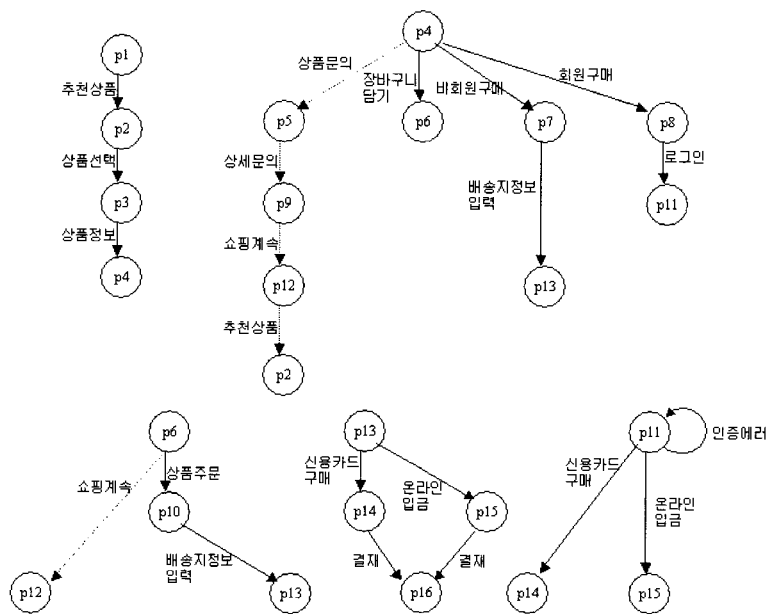 p1
추천상품
p2
상품선택
p3
상품정보
p4
p4
상품문의
장바구니
담기
바회원구매
회원구매
p5
p6
p7
p8
상세문의
로그인
p9
p11
배송지정보
입력
쇼핑계속
p12
p13
추천상품
p2
p6
쇼핑계속
상품주문
p10
배송지정보
입력
p12
p13
p13
신용카드
구매
온라인
입금
p14
p15
결재
결재
p16
p11
인증에러
신용카드
구매
온라인
입금
p14
p15